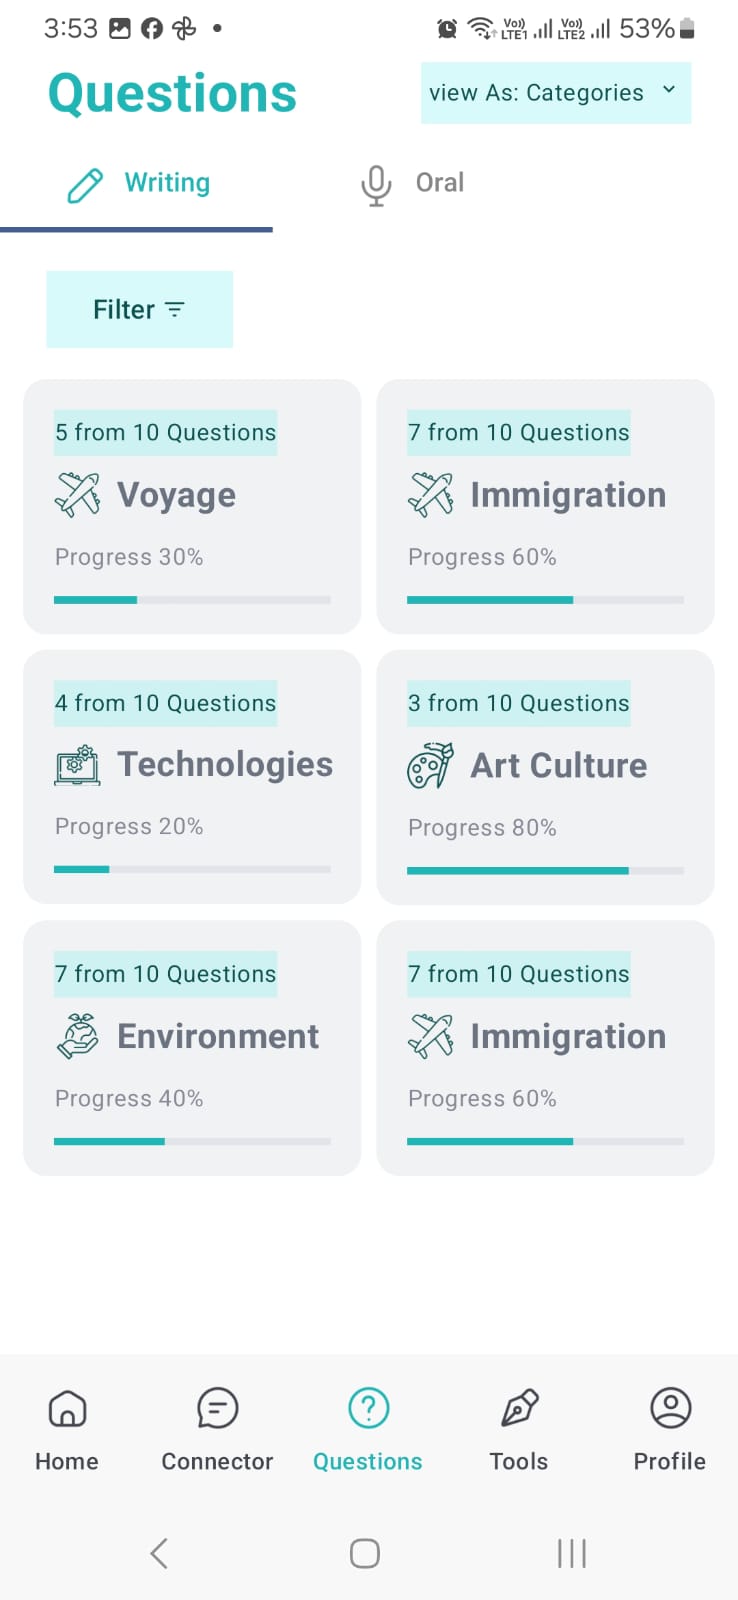 3:53
Vo)) LTE1 Vo)) LTE2 53%
Questions
view As: Categories
Writing
Oral
Filter
5 from 10 Questions
Voyage
Progress 30%
7 from 10 Questions
Immigration
Progress 60%
4 from 10 Questions
Technologies
Progress 20%
3 from 10 Questions
Art Culture
Progress 80%
7 from 10 Questions
Environment
Progress 40%
7 from 10 Questions
Immigration
Progress 60%
Home
Connector
Questions
Tools
Profile